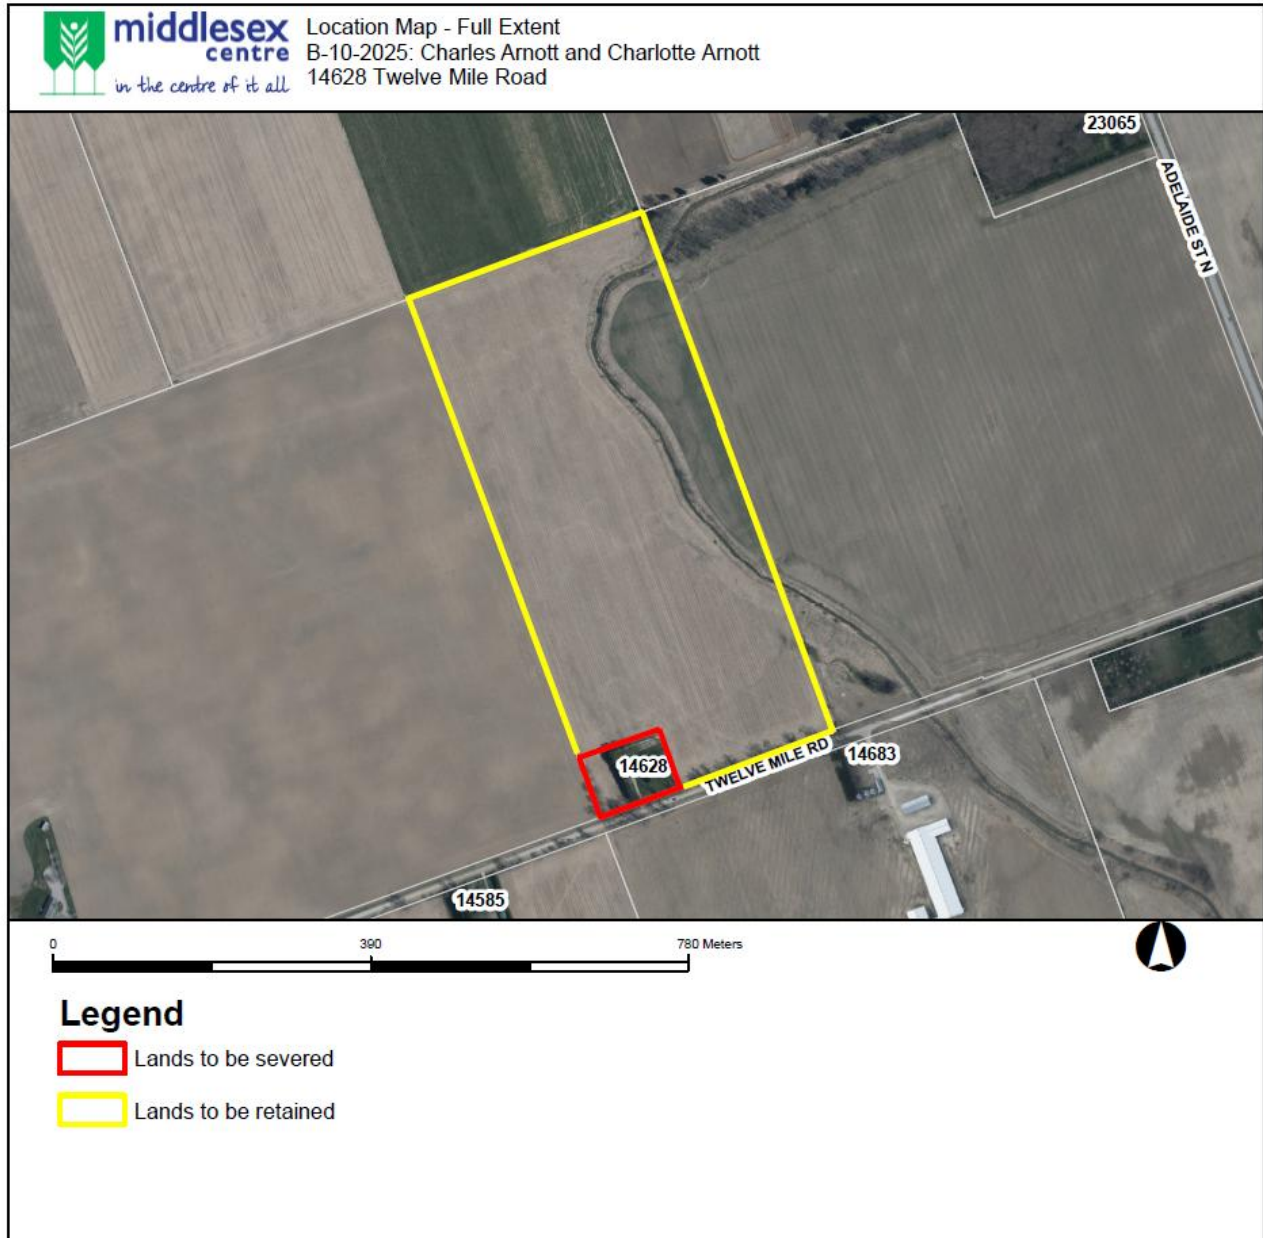 middlesex
centre
in the centre of it all
Location Map - Full Extent
B-10-2025: Charles Arnott and Charlotte Arnott
14628 Twelve Mile Road
23065
ADELAIDE ST N
14628
TWELVE MILE RD
14683
14585
0 390 780 Meters
Legend
Lands to be severed
Lands to be retained